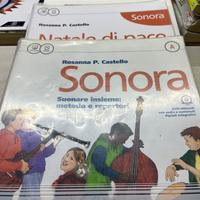 Rosanna P. Castello
Sonora
Natale di pace
A
Rosanna P. Castello
Sonora
Suonare insieme:
metodo e repertori